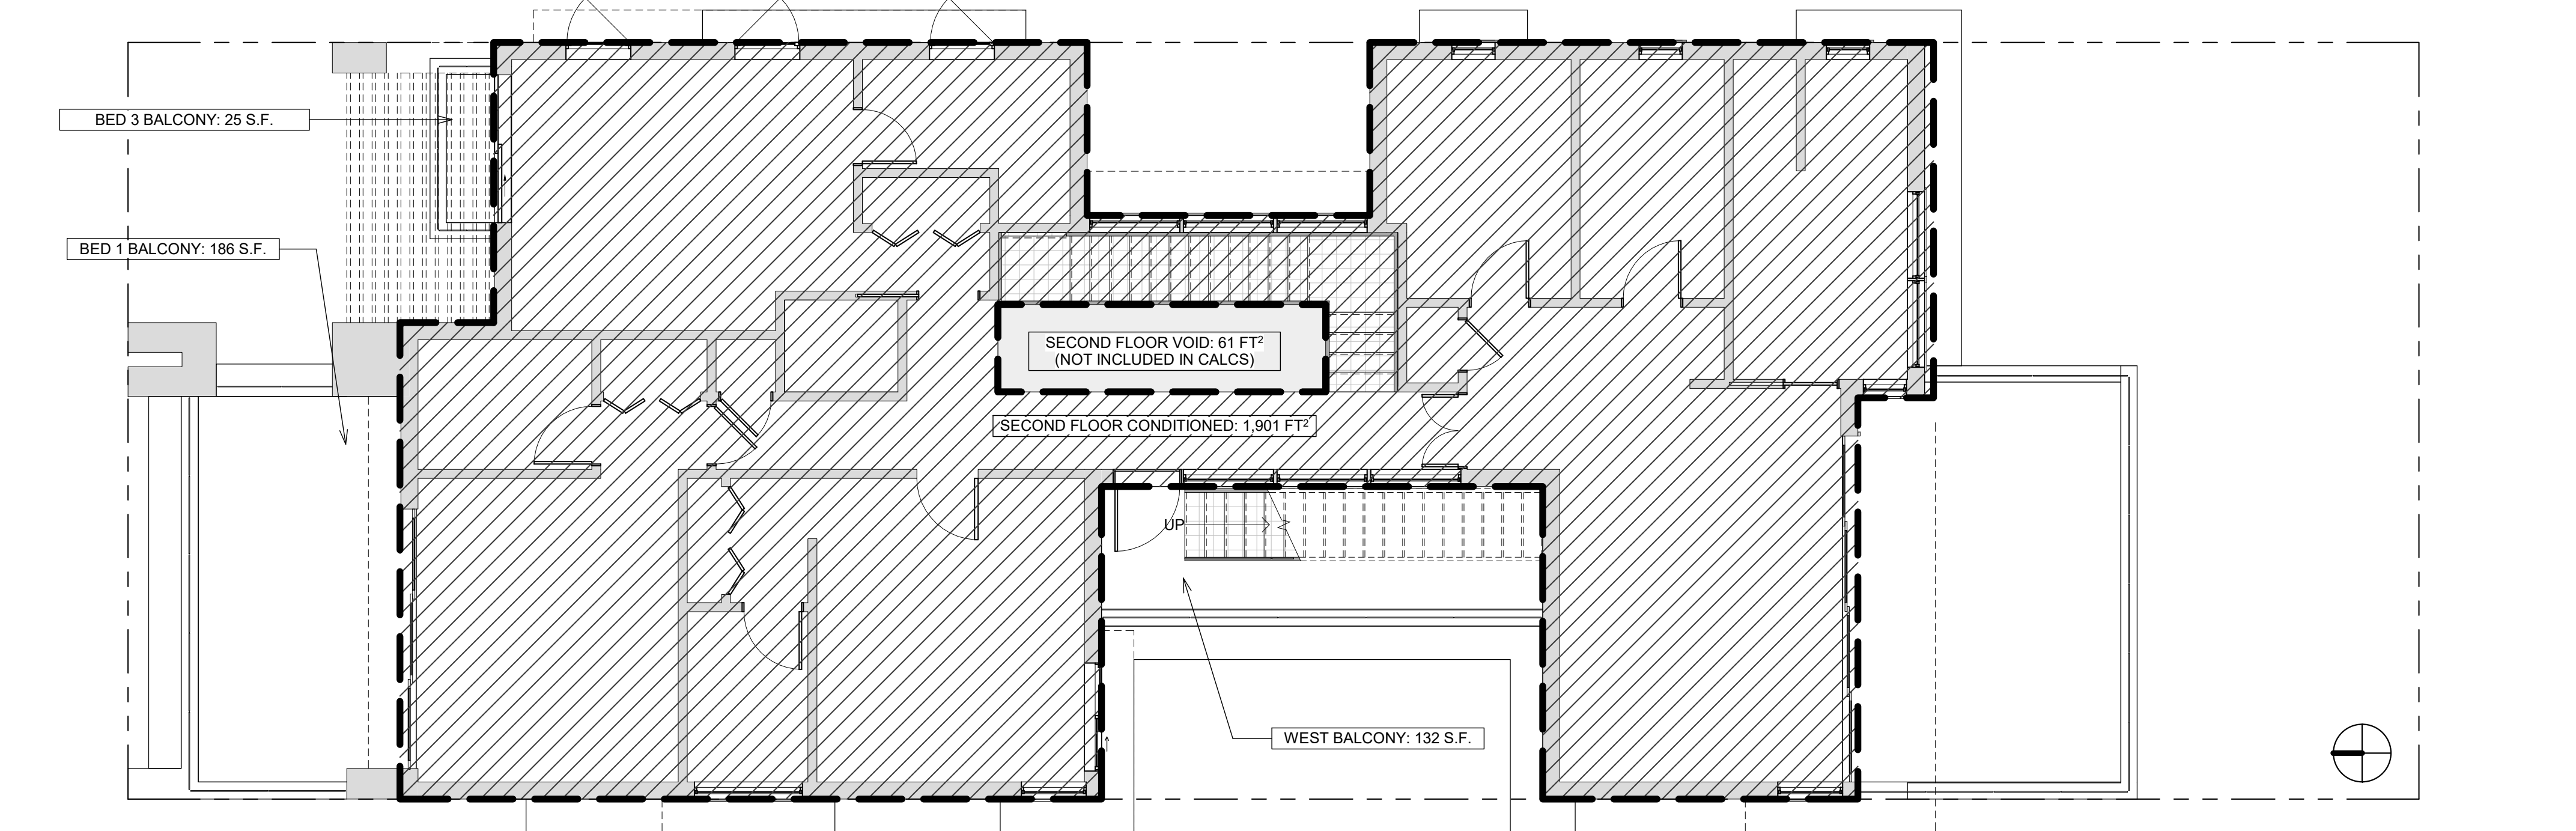 BED 3 BALCONY: 25 S.F.
BED 1 BALCONY: 186 S.F.
SECOND FLOOR VOID: 61 FT²
(NOT INCLUDED IN CALCS)
SECOND FLOOR CONDITIONED: 1,901 FT²
UP
WEST BALCONY: 132 S.F.